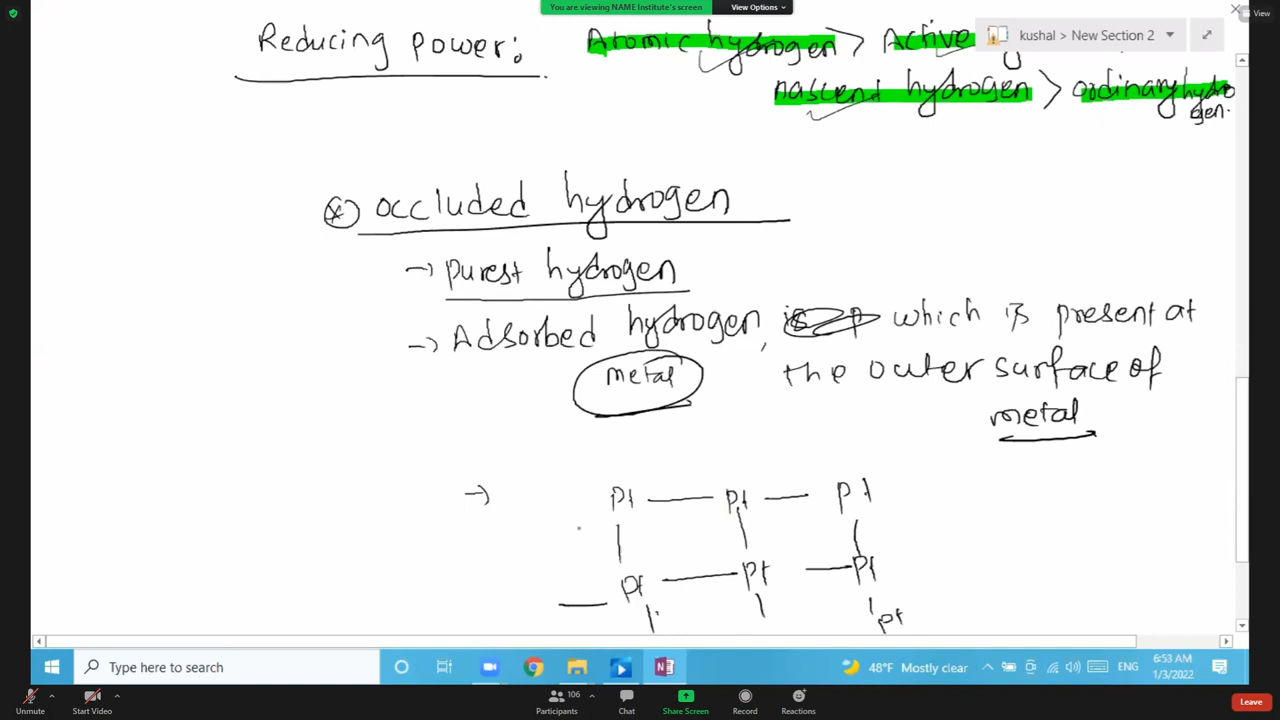 You are viewing NAME Institute's screen
View Options
View
kushal > New Section 2
Reducing power:
Atomic hydrogen > Active
nascent hydrogen > ordinary hydro
gen.
occluded hydrogen
→ purest hydrogen
→ Adsorbed hydrogen, which is present at
metal
the outer surface of
metal
→ Pt — Pt — Pt
Pt — Pt — Pt
pt
Type here to search
48°F Mostly clear
ENG
6:53 AM
1/3/2022
Unmute
Start Video
106
Participants
Chat
Share Screen
Record
Reactions
Leave